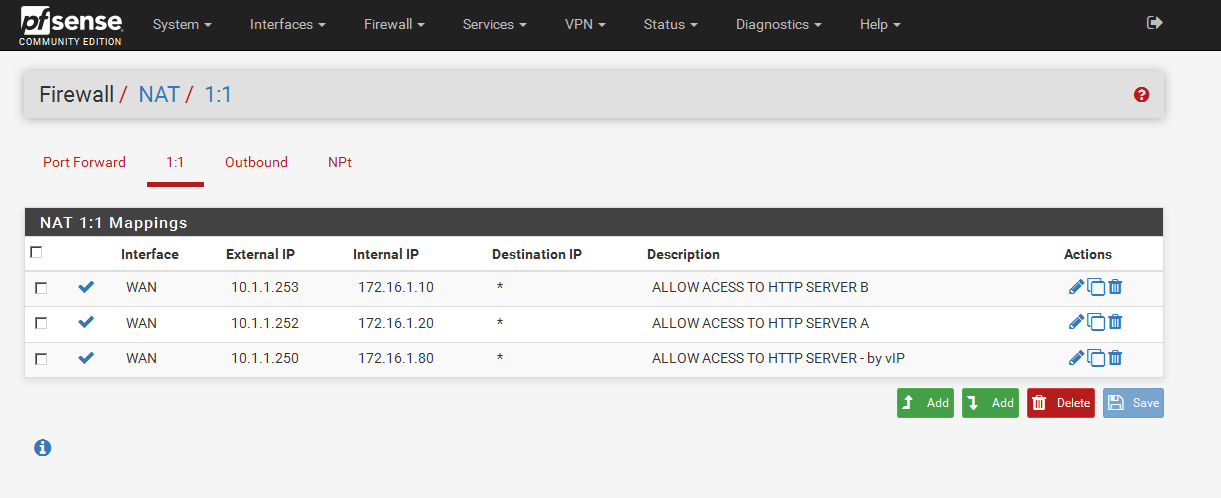 pfsense
COMMUNITY EDITION
System Interfaces Firewall Services VPN Status Diagnostics Help
Firewall / NAT / 1:1
Port Forward 1:1 Outbound NPt
NAT 1:1 Mappings
Interface External IP Internal IP Destination IP Description Actions
WAN 10.1.1.253 172.16.1.10 * ALLOW ACESS TO HTTP SERVER B
WAN 10.1.1.252 172.16.1.20 * ALLOW ACESS TO HTTP SERVER A
WAN 10.1.1.250 172.16.1.80 * ALLOW ACESS TO HTTP SERVER - by vIP
Add Add Delete Save